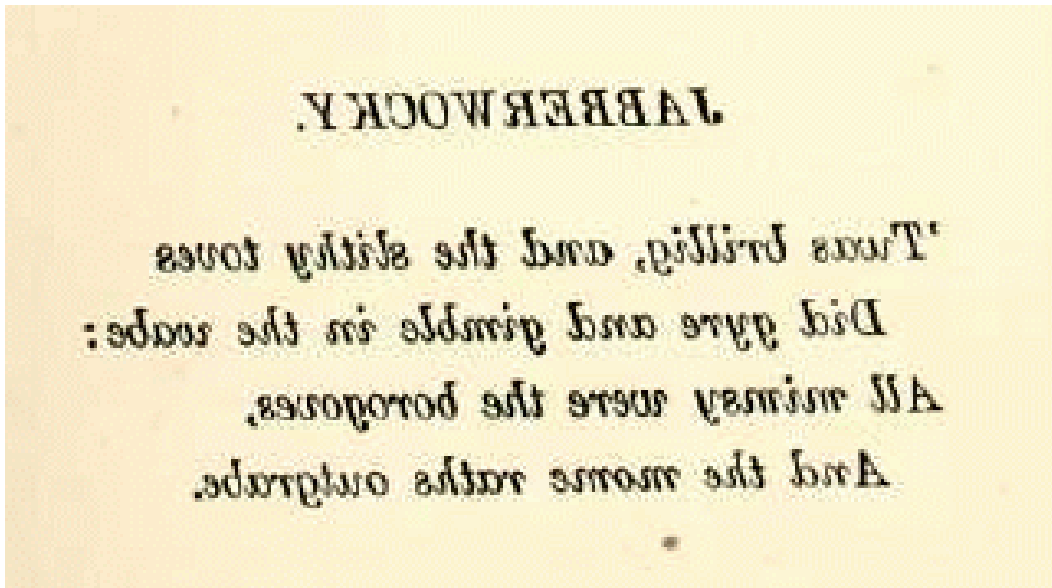 JABBERWOCKY.
'Twas brillig, and the slithy toves
Did gyre and gimble in the wabe:
All mimsy were the borogoves,
And the mome raths outgrabe.